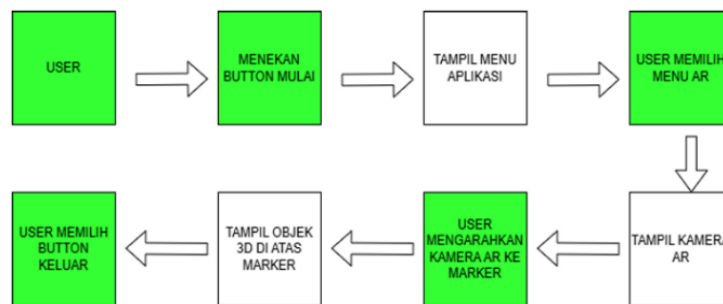 USER
MENEKAN
BUTTON MULAI
TAMPIL MENU
APLIKASI
USER MEMILIH
MENU AR
USER MEMILIH
BUTTON
KELUAR
TAMPIL OBJEK
3D DI ATAS
MARKER
USER
MENGARAHKAN
KAMERA AR KE
MARKER
TAMPIL KAMERA
AR